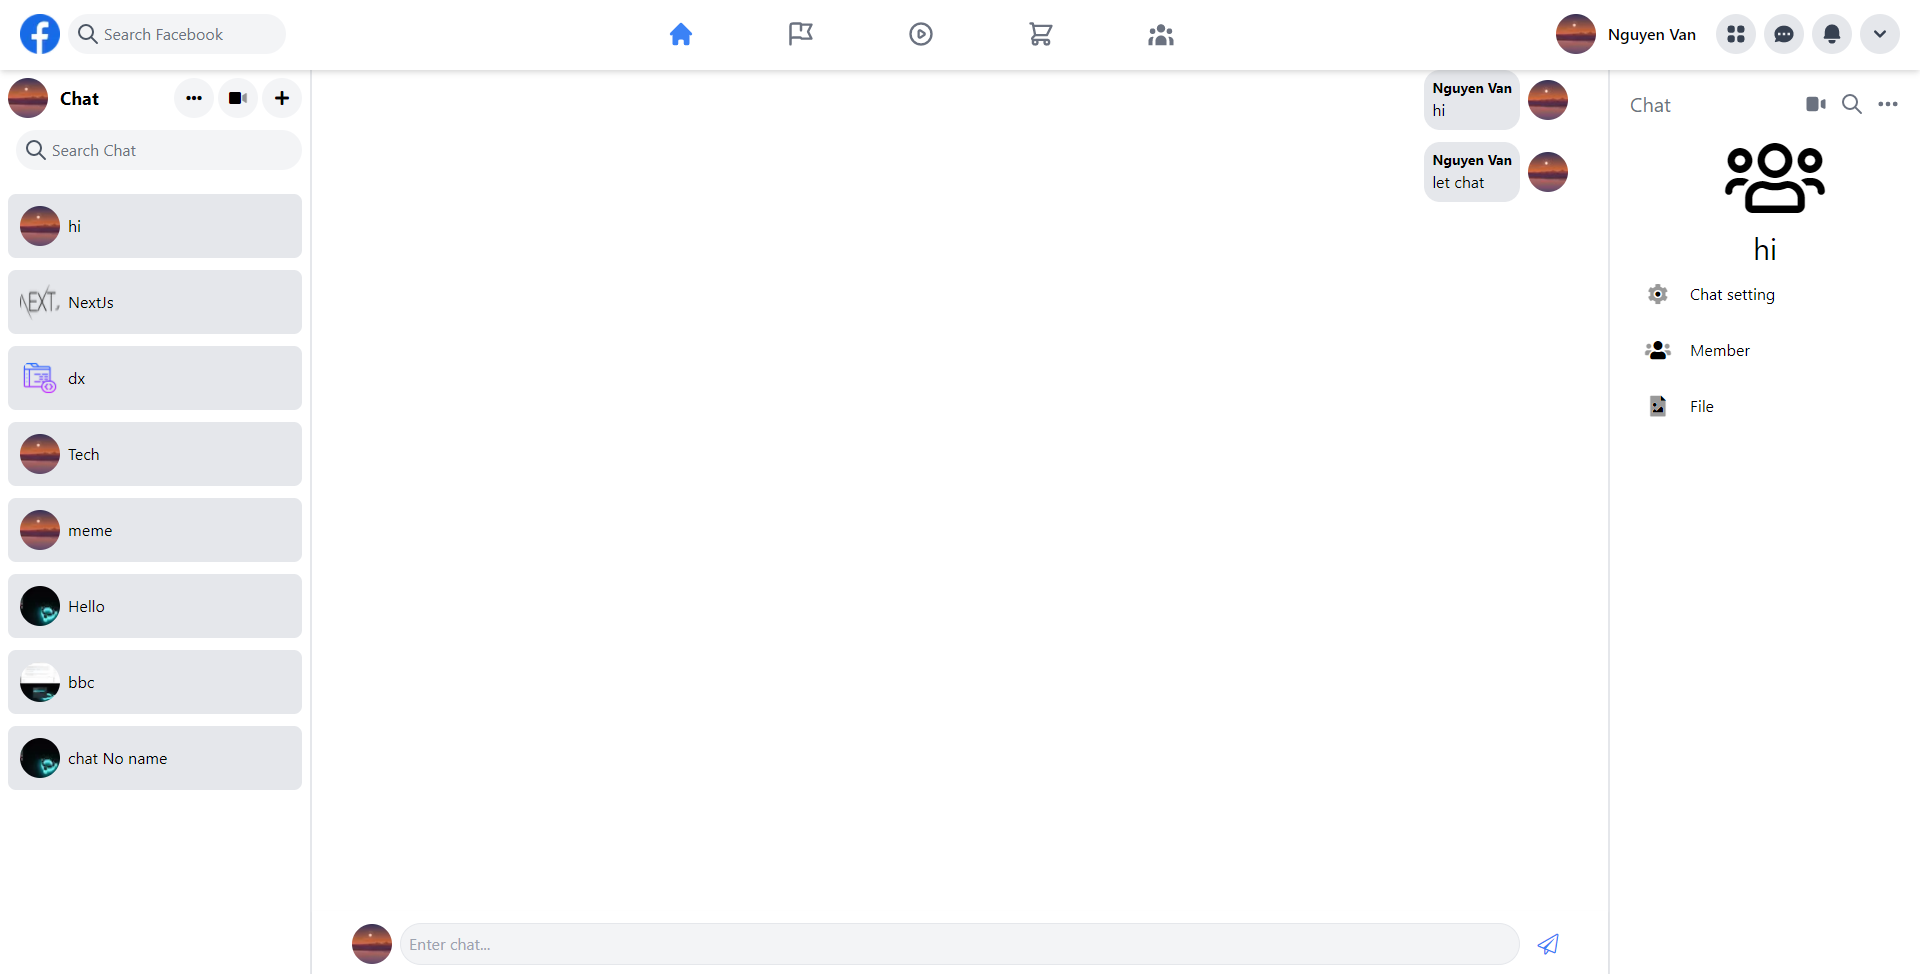 Search Facebook
Nguyen Van
Chat
Search Chat
hi
NextJs
dx
Tech
meme
Hello
bbc
chat No name
Nguyen Van
hi
Nguyen Van
let chat
Enter chat...
Chat
hi
Chat setting
Member
File